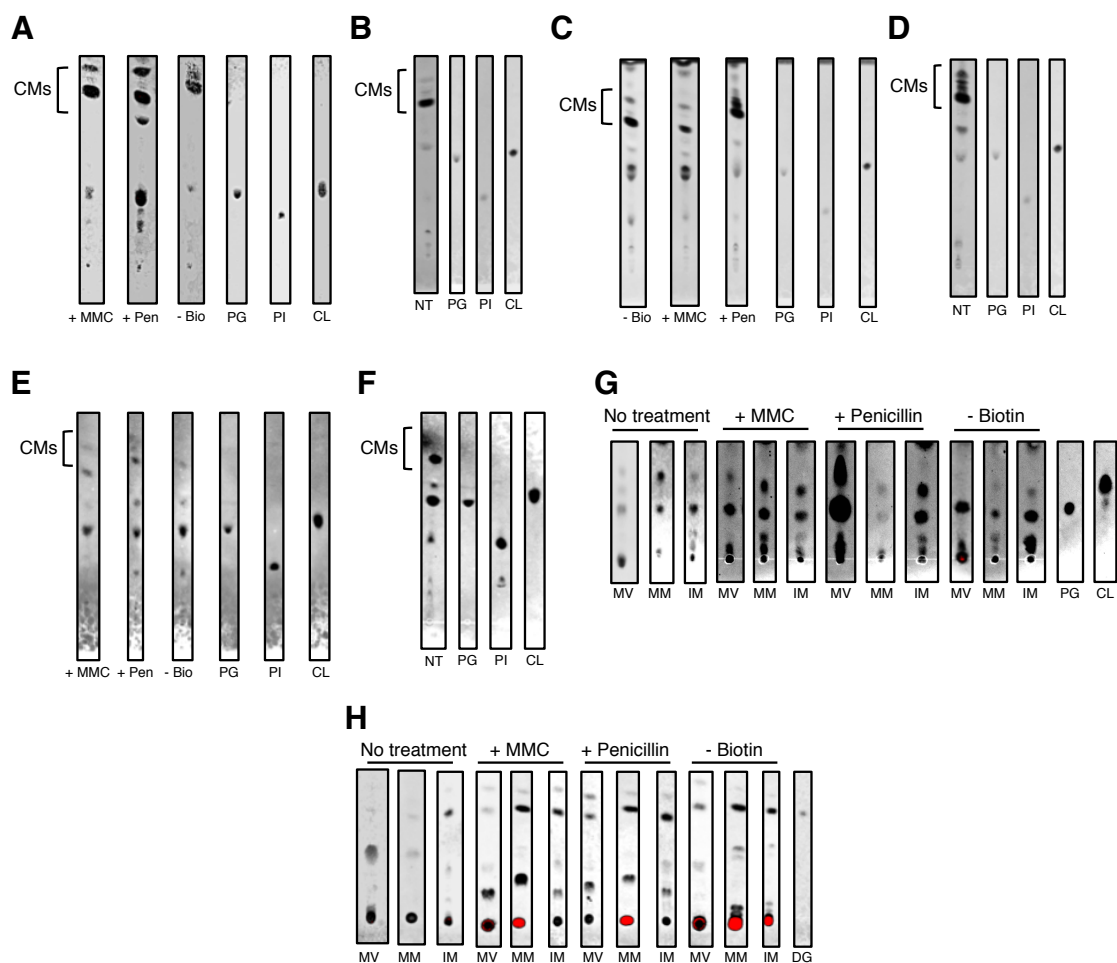 A
B
C
D
CMs
CMs
CMs
CMs
+ MMC + Pen - Bio PG PI CL
NT PG PI CL
- Bio + MMC + Pen PG PI CL
NT PG PI CL
E
F
G
CMs
CMs
No treatment + MMC + Penicillin - Biotin
+ MMC + Pen - Bio PG PI CL
NT PG PI CL
MV MM IM MV MM IM MV MM IM MV MM IM PG CL
H
No treatment + MMC + Penicillin - Biotin
MV MM IM MV MM IM MV MM IM MV MM IM DG